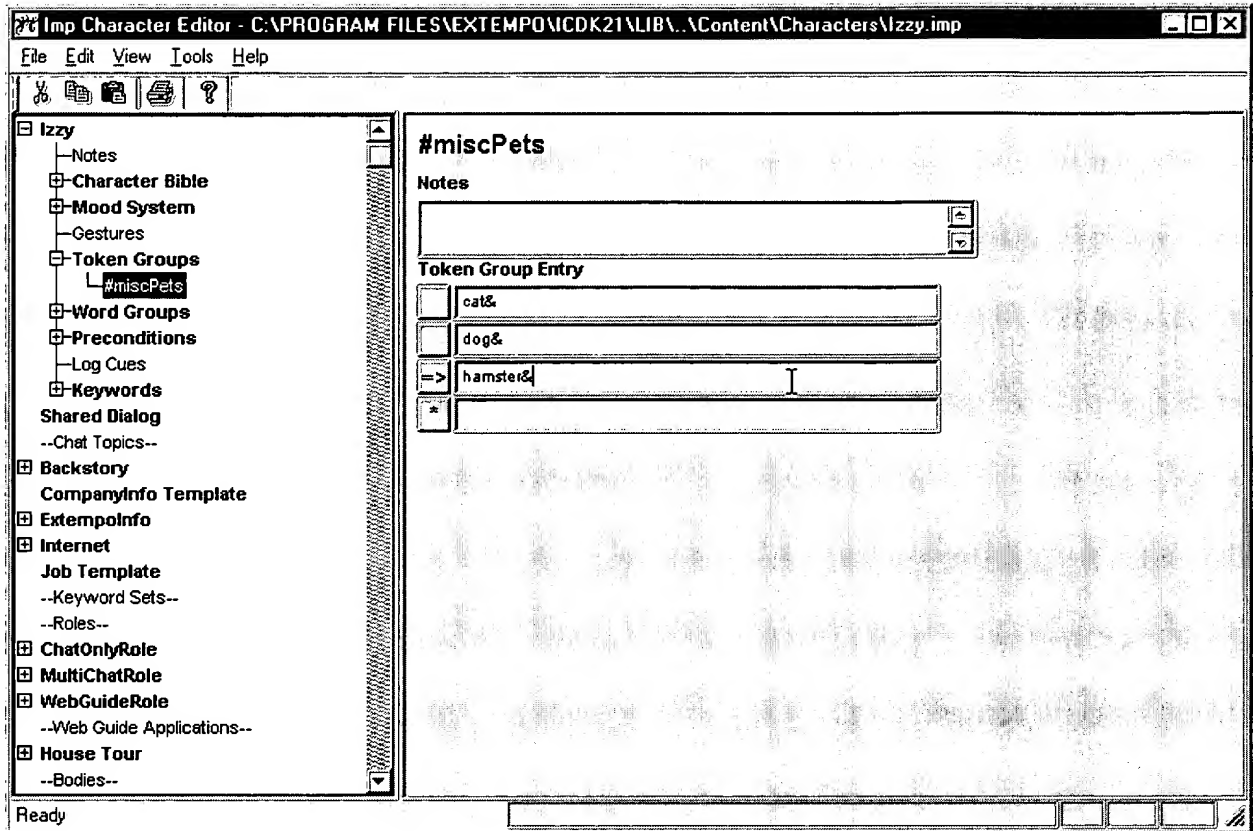 Imp Character Editor - C:\PROGRAM FILES\EXTEMPO\ICDK21\LIB\..\Content\Characters\Izzy.imp
File Edit View Tools Help
?
Izzy
Notes
Character Bible
Mood System
Gestures
Token Groups
#miscPets
Word Groups
Preconditions
Log Cues
Keywords
Shared Dialog
--Chat Topics--
Backstory
CompanyInfo Template
ExtempoInfo
Internet
Job Template
--Keyword Sets--
--Roles--
ChatOnlyRole
MultiChatRole
WebGuideRole
--Web Guide Applications--
House Tour
--Bodies--
#miscPets
Notes
Token Group Entry
cat&
dog&
=> hamster&
*
Ready